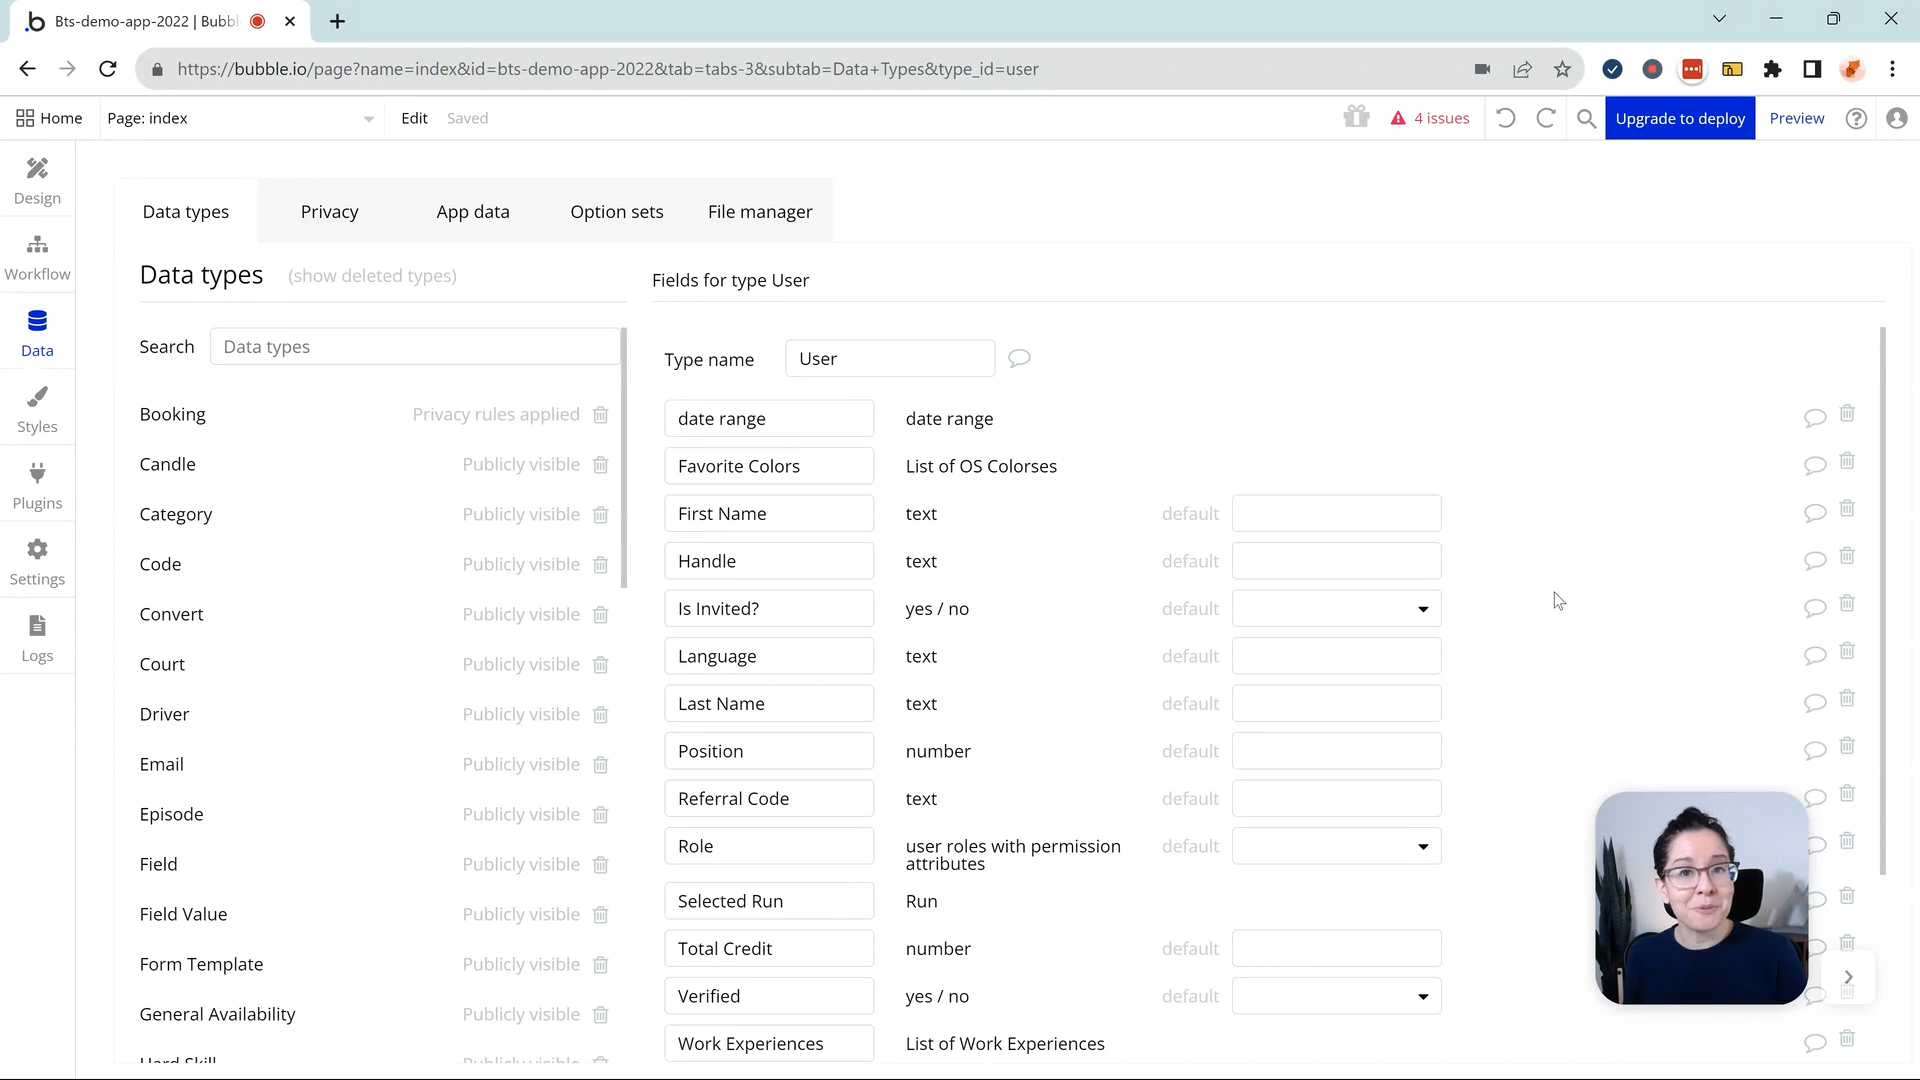 Bts-demo-app-2022 | Bubbl
https://bubble.io/page?name=index&id=bts-demo-app-2022&tab=tabs-3&subtab=Data+Types&type_id=user
Home
Page: index
Edit
Saved
4 issues
Upgrade to deploy
Preview
Design
Workflow
Data
Styles
Plugins
Settings
Logs
Data types
Privacy
App data
Option sets
File manager
Data types
(show deleted types)
Search
Data types
Booking Privacy rules applied
Candle Publicly visible
Category Publicly visible
Code Publicly visible
Convert Publicly visible
Court Publicly visible
Driver Publicly visible
Email Publicly visible
Episode Publicly visible
Field Publicly visible
Field Value Publicly visible
Form Template Publicly visible
General Availability Publicly visible
Hard Skill Publicly visible
Fields for type User
Type name User
date range date range
Favorite Colors List of OS Colorses
First Name text default
Handle text default
Is Invited? yes / no default
Language text default
Last Name text default
Position number default
Referral Code text default
Role user roles with permission default
attributes
Selected Run Run
Total Credit number default
Verified yes / no default
Work Experiences List of Work Experiences